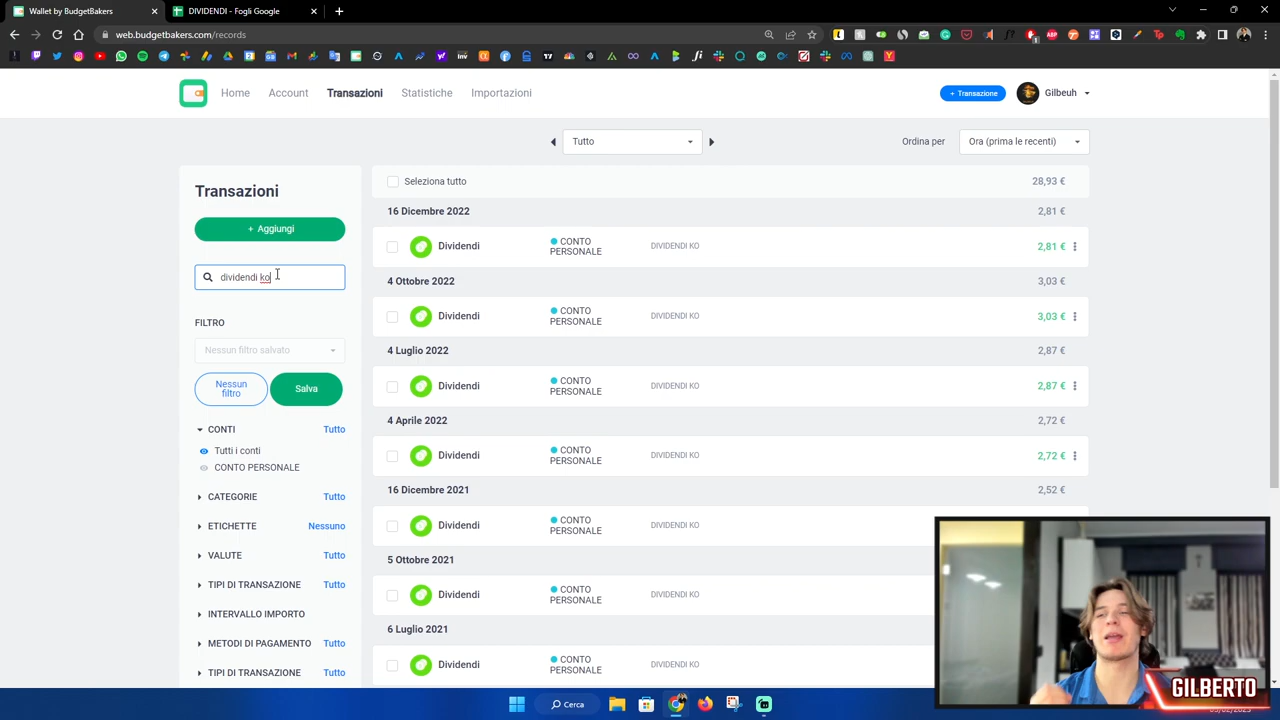 Wallet by BudgetBakers
DIVIDENDI - Fogli Google
web.budgetbakers.com/records
Home
Account
Transazioni
Statistiche
Importazioni
+ Transazione
Gilbeuh
Tutto
Ordina per
Ora (prima le recenti)
Transazioni
+ Aggiungi
dividendi ko
FILTRO
Nessun filtro salvato
Nessun
filtro
Salva
CONTI
Tutto
Tutti i conti
CONTO PERSONALE
CATEGORIE
Tutto
ETICHETTE
Nessuno
VALUTE
Tutto
TIPI DI TRANSAZIONE
Tutto
INTERVALLO IMPORTO
METODI DI PAGAMENTO
Tutto
TIPI DI TRANSAZIONE
Tutto
Seleziona tutto
28,93 €
16 Dicembre 2022
2,81 €
Dividendi
CONTO
PERSONALE
DIVIDENDI KO
2,81 €
4 Ottobre 2022
3,03 €
Dividendi
CONTO
PERSONALE
DIVIDENDI KO
3,03 €
4 Luglio 2022
2,87 €
Dividendi
CONTO
PERSONALE
DIVIDENDI KO
2,87 €
4 Aprile 2022
2,72 €
Dividendi
CONTO
PERSONALE
DIVIDENDI KO
2,72 €
16 Dicembre 2021
2,52 €
Dividendi
CONTO
PERSONALE
DIVIDENDI KO
5 Ottobre 2021
Dividendi
CONTO
PERSONALE
DIVIDENDI KO
6 Luglio 2021
Dividendi
CONTO
PERSONALE
DIVIDENDI KO
GILBERTO
Cerca